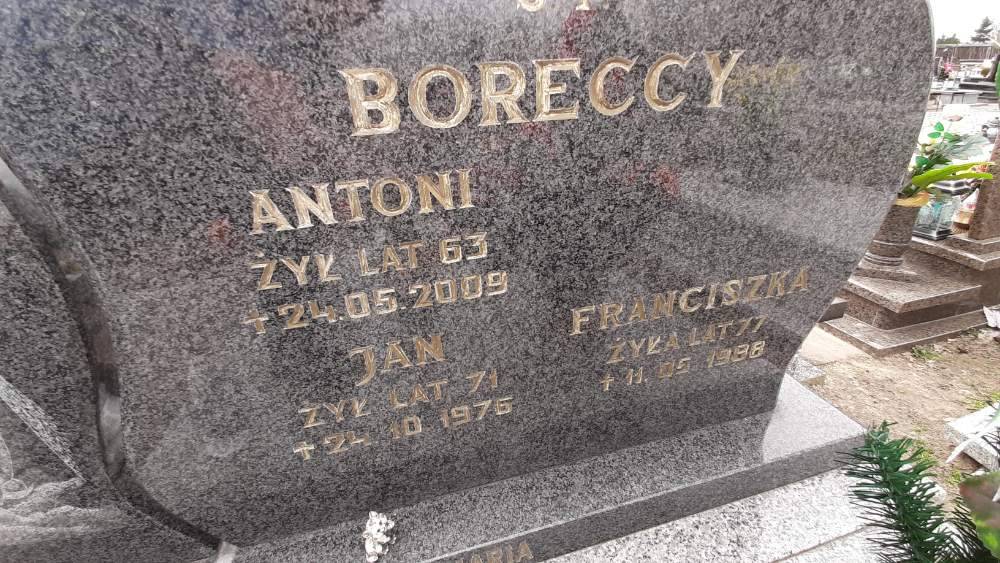 BORECCY
ANTONI
ŻYŁ LAT 63
+24.05.2009
JAN
ŻYŁ LAT 71
+24.10.1976
FRANCISZKA
ŻYŁA LAT 77
+11.05 1988